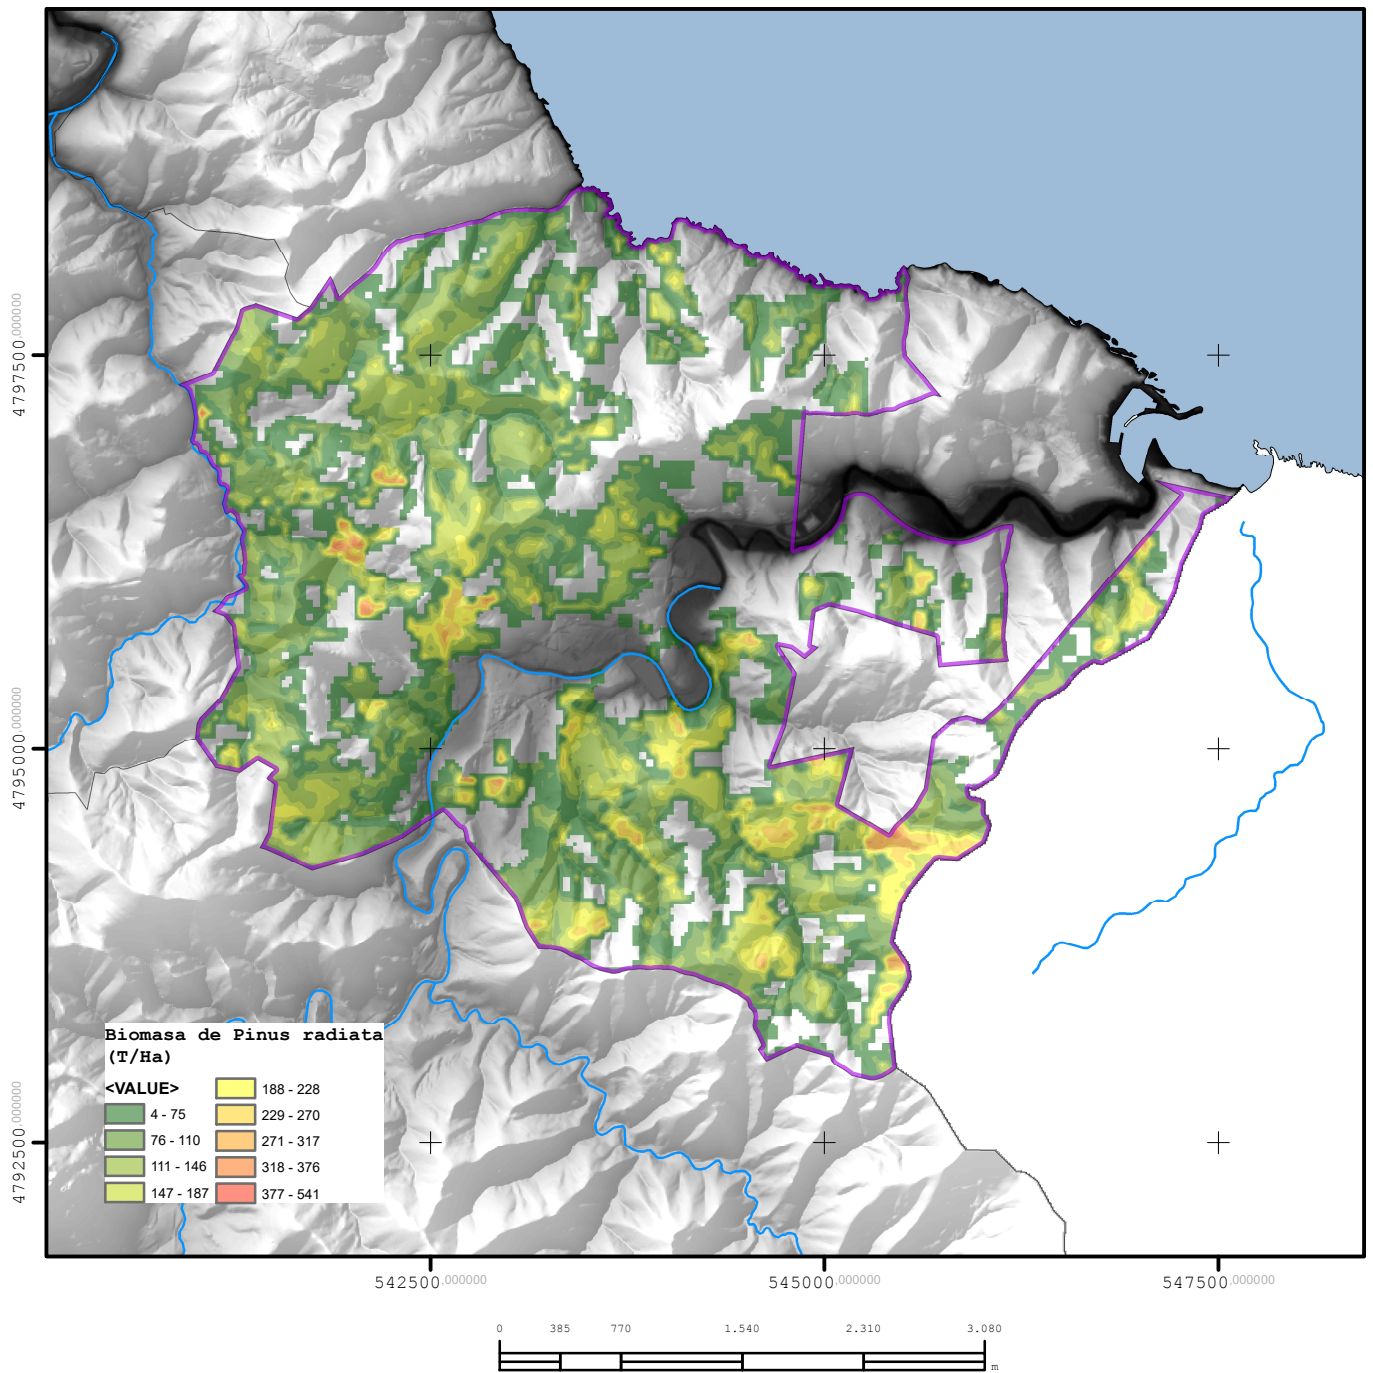 4797500,000000
4795000,000000
4792500,000000
Biomasa de Pinus radiata
(T/Ha)
<VALUE>
4 - 75
76 - 110
111 - 146
147 - 187
188 - 228
229 - 270
271 - 317
318 - 376
377 - 541
542500,000000
545000,000000
547500,000000
0 385 770 1.540 2.310 3.080
m